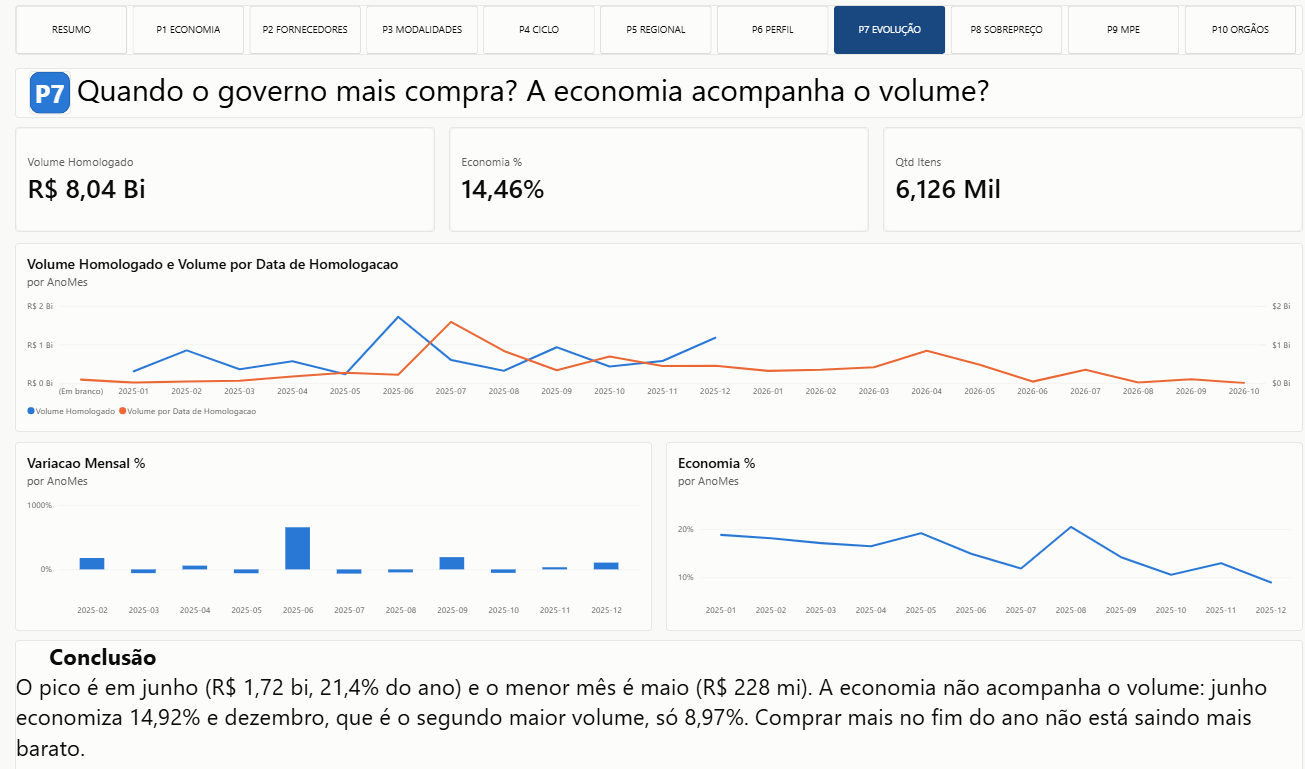 RESUMO
P1 ECONOMIA
P2 FORNECEDORES
P3 MODALIDADES
P4 CICLO
P5 REGIONAL
P6 PERFIL
P7 EVOLUÇÃO
P8 SOBREPREÇO
P9 MPE
P10 ORGÃOS
P7 Quando o governo mais compra? A economia acompanha o volume?
Volume Homologado
R$ 8,04 Bi
Economia %
14,46%
Qtd Itens
6,126 Mil
Volume Homologado e Volume por Data de Homologacao
por AnoMes
R$ 2 Bi
R$ 1 Bi
R$ 0 Bi
$2 Bi
$1 Bi
$0 Bi
(Em branco) 2025-01 2025-02 2025-03 2025-04 2025-05 2025-06 2025-07 2025-08 2025-09 2025-10 2025-11 2025-12 2026-01 2026-02 2026-03 2026-04 2026-05 2026-06 2026-07 2026-08 2026-09 2026-10
Volume Homologado Volume por Data de Homologacao
Variacao Mensal %
por AnoMes
1000%
0%
2025-02 2025-03 2025-04 2025-05 2025-06 2025-07 2025-08 2025-09 2025-10 2025-11 2025-12
Economia %
por AnoMes
20%
10%
2025-01 2025-02 2025-03 2025-04 2025-05 2025-06 2025-07 2025-08 2025-09 2025-10 2025-11 2025-12
Conclusão
O pico é em junho (R$ 1,72 bi, 21,4% do ano) e o menor mês é maio (R$ 228 mi). A economia não acompanha o volume: junho
economiza 14,92% e dezembro, que é o segundo maior volume, só 8,97%. Comprar mais no fim do ano não está saindo mais
barato.